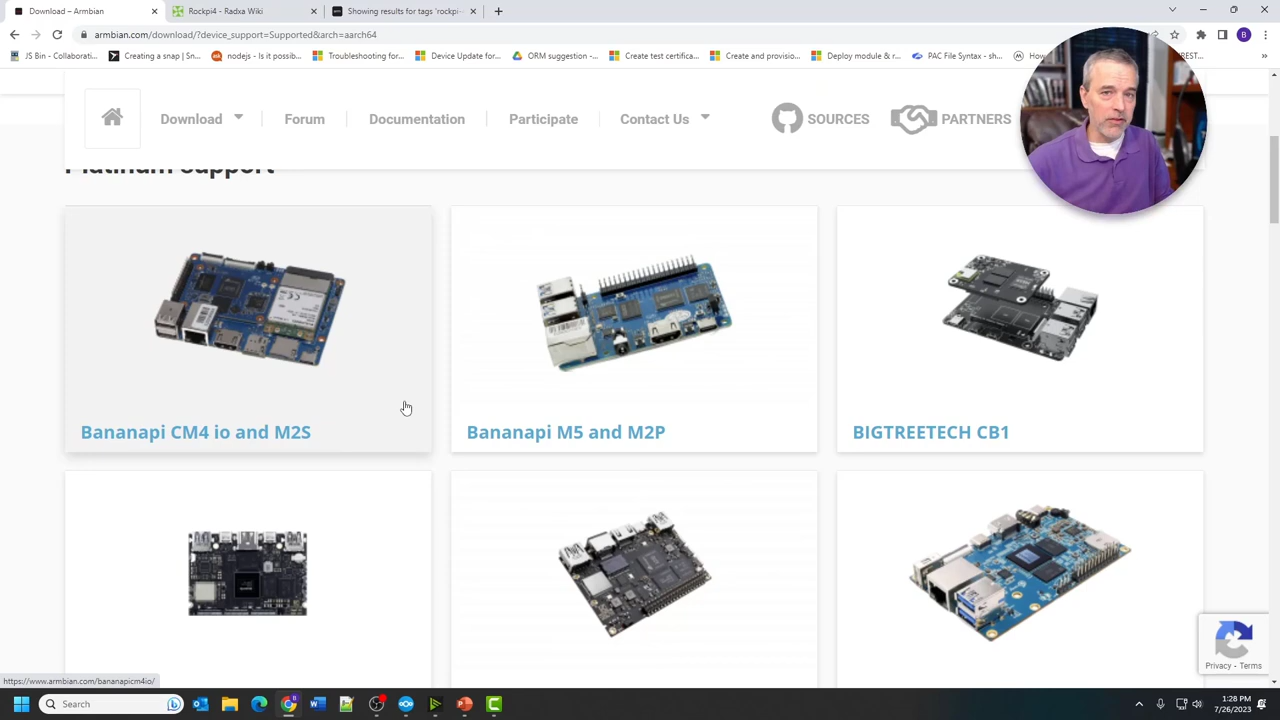 Download – Armbian
Rockpi4 - Radxa Wiki
Showing results for tags 'rockpi-
armbian.com/download/?device_support=Supported&arch=aarch64
JS Bin - Collaborati...
Creating a snap | Sn...
nodejs - Is it possib...
Troubleshooting for...
Device Update for...
ORM suggestion -...
Create test certifica...
Create and provisio...
Deploy module & r...
PAC File Syntax - sh...
How
REST...
Download
Forum
Documentation
Participate
Contact Us
SOURCES
PARTNERS
Platinum support
Bananapi CM4 io and M2S
Bananapi M5 and M2P
BIGTREETECH CB1
Privacy - Terms
https://www.armbian.com/bananapicm4io/
Search
1:28 PM
7/26/2023